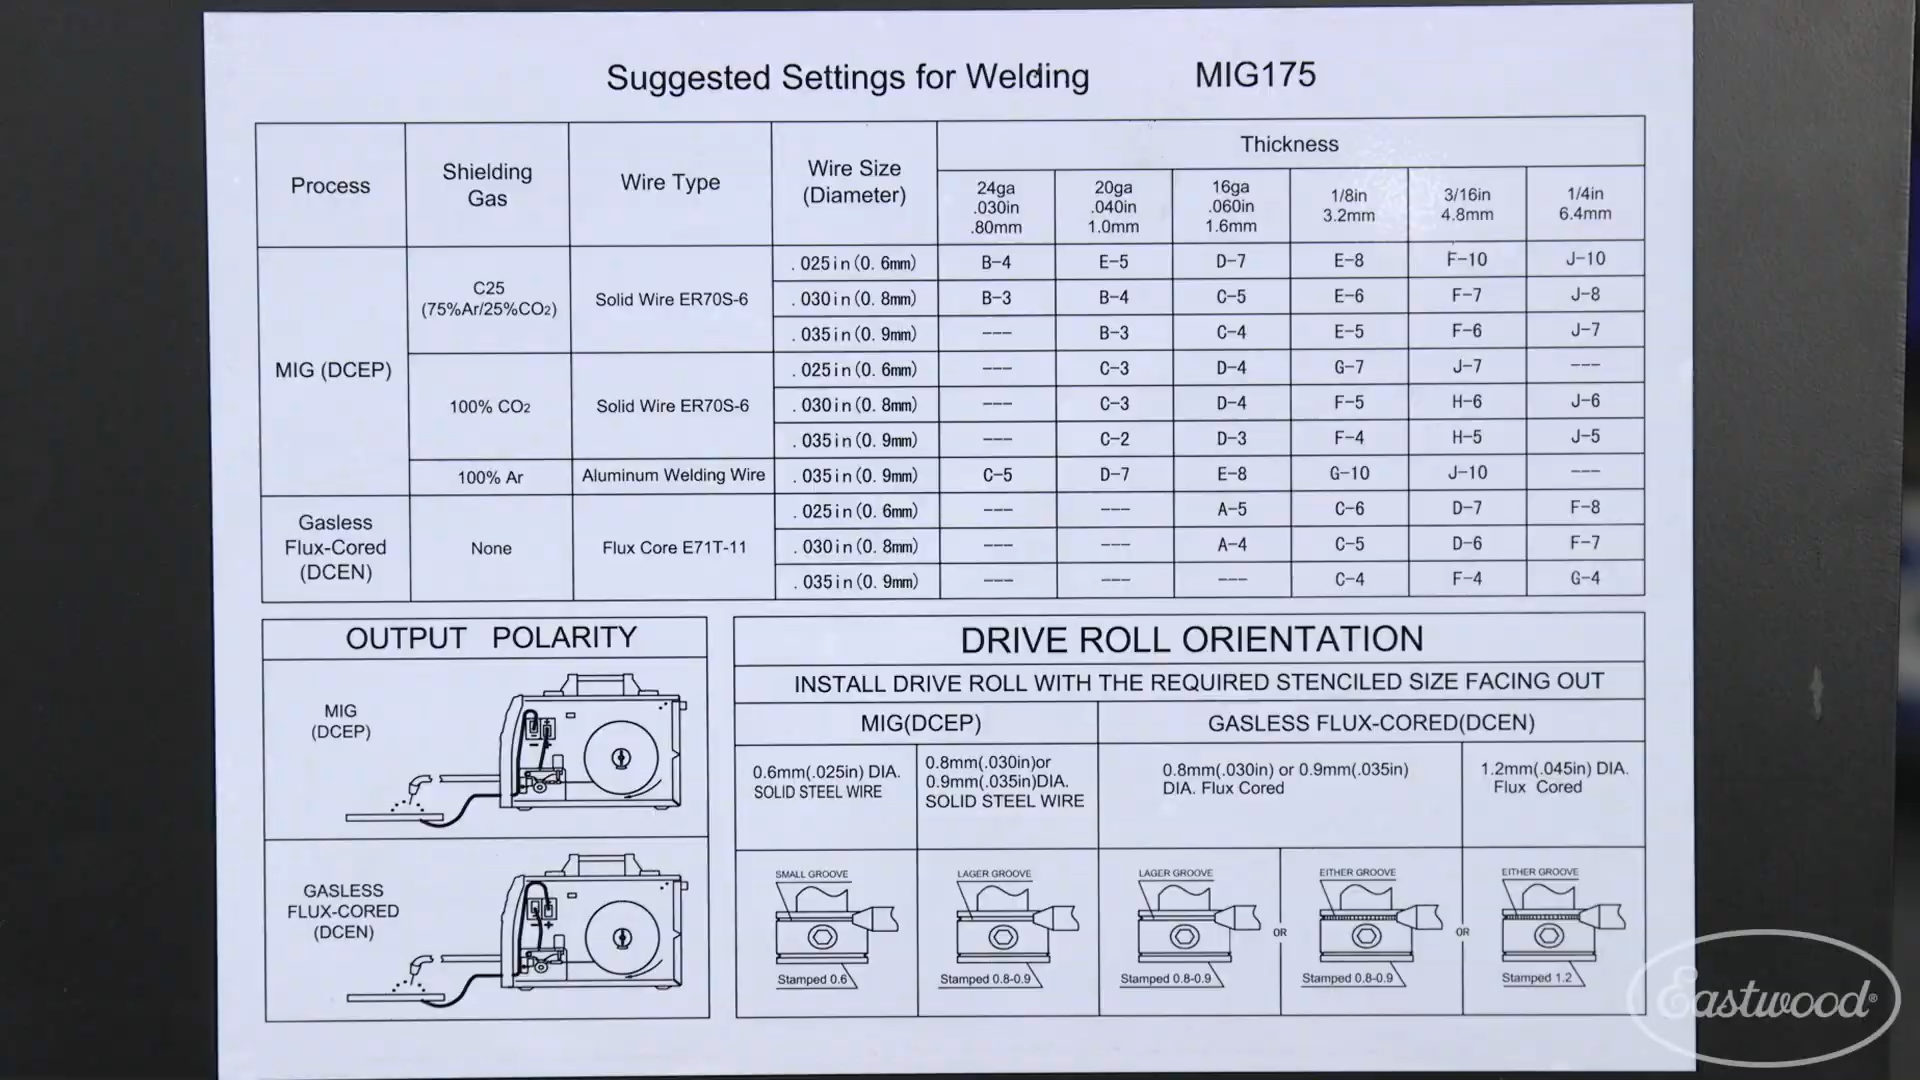 Suggested Settings for Welding MIG175
Process Shielding Gas Wire Type Wire Size (Diameter) Thickness
24ga .030in .80mm 20ga .040in 1.0mm 16ga .060in 1.6mm 1/8in 3.2mm 3/16in 4.8mm 1/4in 6.4mm
MIG (DCEP) C25 (75%Ar/25%CO2) Solid Wire ER70S-6 .025in(0.6mm) B-4 E-5 D-7 E-8 F-10 J-10
.030in(0.8mm) B-3 B-4 C-5 E-6 F-7 J-8
.035in(0.9mm) --- B-3 C-4 E-5 F-6 J-7
100% CO2 Solid Wire ER70S-6 .025in(0.6mm) --- C-3 D-4 G-7 J-7 ---
.030in(0.8mm) --- C-3 D-4 F-5 H-6 J-6
.035in(0.9mm) --- C-2 D-3 F-4 H-5 J-5
100% Ar Aluminum Welding Wire .035in(0.9mm) C-5 D-7 E-8 G-10 J-10 ---
Gasless Flux-Cored (DCEN) None Flux Core E71T-11 .025in(0.6mm) --- --- A-5 C-6 D-7 F-8
.030in(0.8mm) --- --- A-4 C-5 D-6 F-7
.035in(0.9mm) --- --- --- C-4 F-4 G-4
OUTPUT POLARITY
MIG
(DCEP)
- +
GASLESS
FLUX-CORED
(DCEN)
- +
DRIVE ROLL ORIENTATION
INSTALL DRIVE ROLL WITH THE REQUIRED STENCILED SIZE FACING OUT
MIG(DCEP) GASLESS FLUX-CORED(DCEN)
0.6mm(.025in) DIA.
SOLID STEEL WIRE
0.8mm(.030in)or
0.9mm(.035in)DIA.
SOLID STEEL WIRE
0.8mm(.030in) or 0.9mm(.035in)
DIA. Flux Cored
1.2mm(.045in) DIA.
Flux Cored
SMALL GROOVE LAGER GROOVE LAGER GROOVE EITHER GROOVE EITHER GROOVE
OR OR
Stamped 0.6 Stamped 0.8-0.9 Stamped 0.8-0.9 Stamped 0.8-0.9 Stamped 1.2
Eastwood®